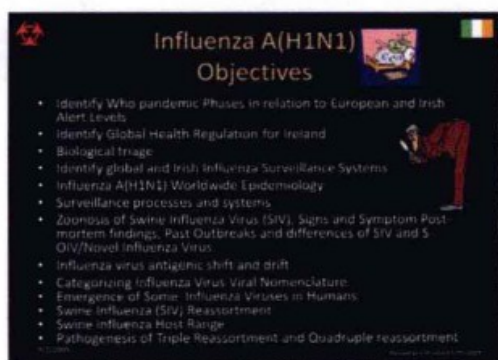 Influenza A(H1N1)
Objectives
• Identify Who pandemic Phases in relation to European and Irish
Alert Levels
• Identify Global Health Regulation for Ireland
• Biological triage
• Identify global and Irish Influenza Surveillance Systems
• Influenza A(H1N1) Worldwide Epidemiology
• Surveillance processes and systems
• Zoonosis of Swine Influenza Virus (SIV), Signs and Symptom Post-
mortem findings, Past Outbreaks and differences of SIV and S-
OIV/Novel Influenza Virus
• Influenza virus antigenic shift and drift
• Categorizing Influenza Virus Viral Nomenclature
• Emergence of Some Influenza Viruses in Humans
• Swine Influenza (SIV) Reassortment
• Swine Influenza Host Range
• Pathogenesis of Triple Reassortment and Quadruple reassortment